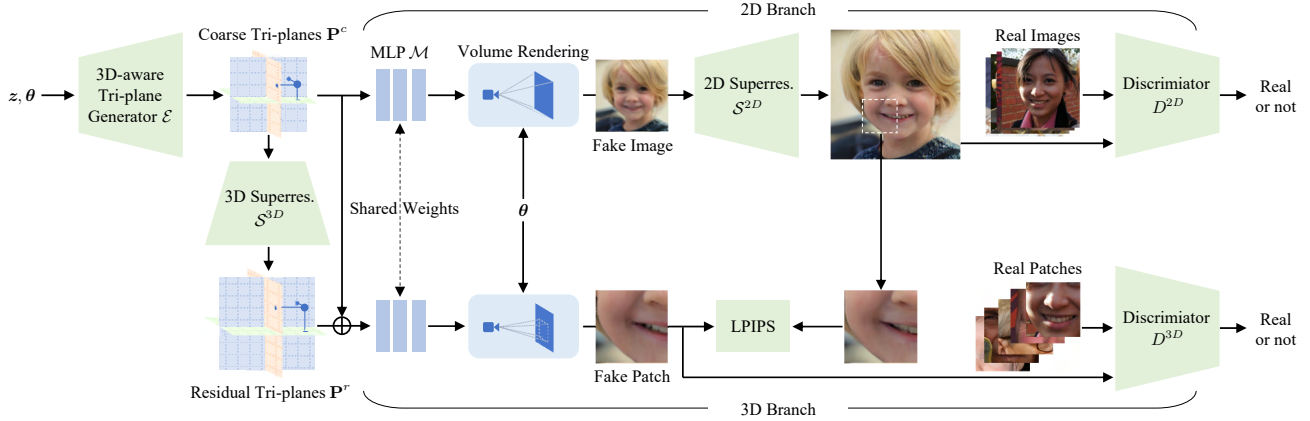 2D Branch
Coarse Tri-planes P^c
MLP M
Volume Rendering
Real Images
z, θ
3D-aware
Tri-plane
Generator ℰ
2D Superres.
S^2D
Discrimiator
D^2D
Real
or not
Fake Image
3D Superres.
S^3D
Shared Weights
θ
Real Patches
LPIPS
Discrimiator
D^3D
Real
or not
Fake Patch
Residual Tri-planes P^r
3D Branch